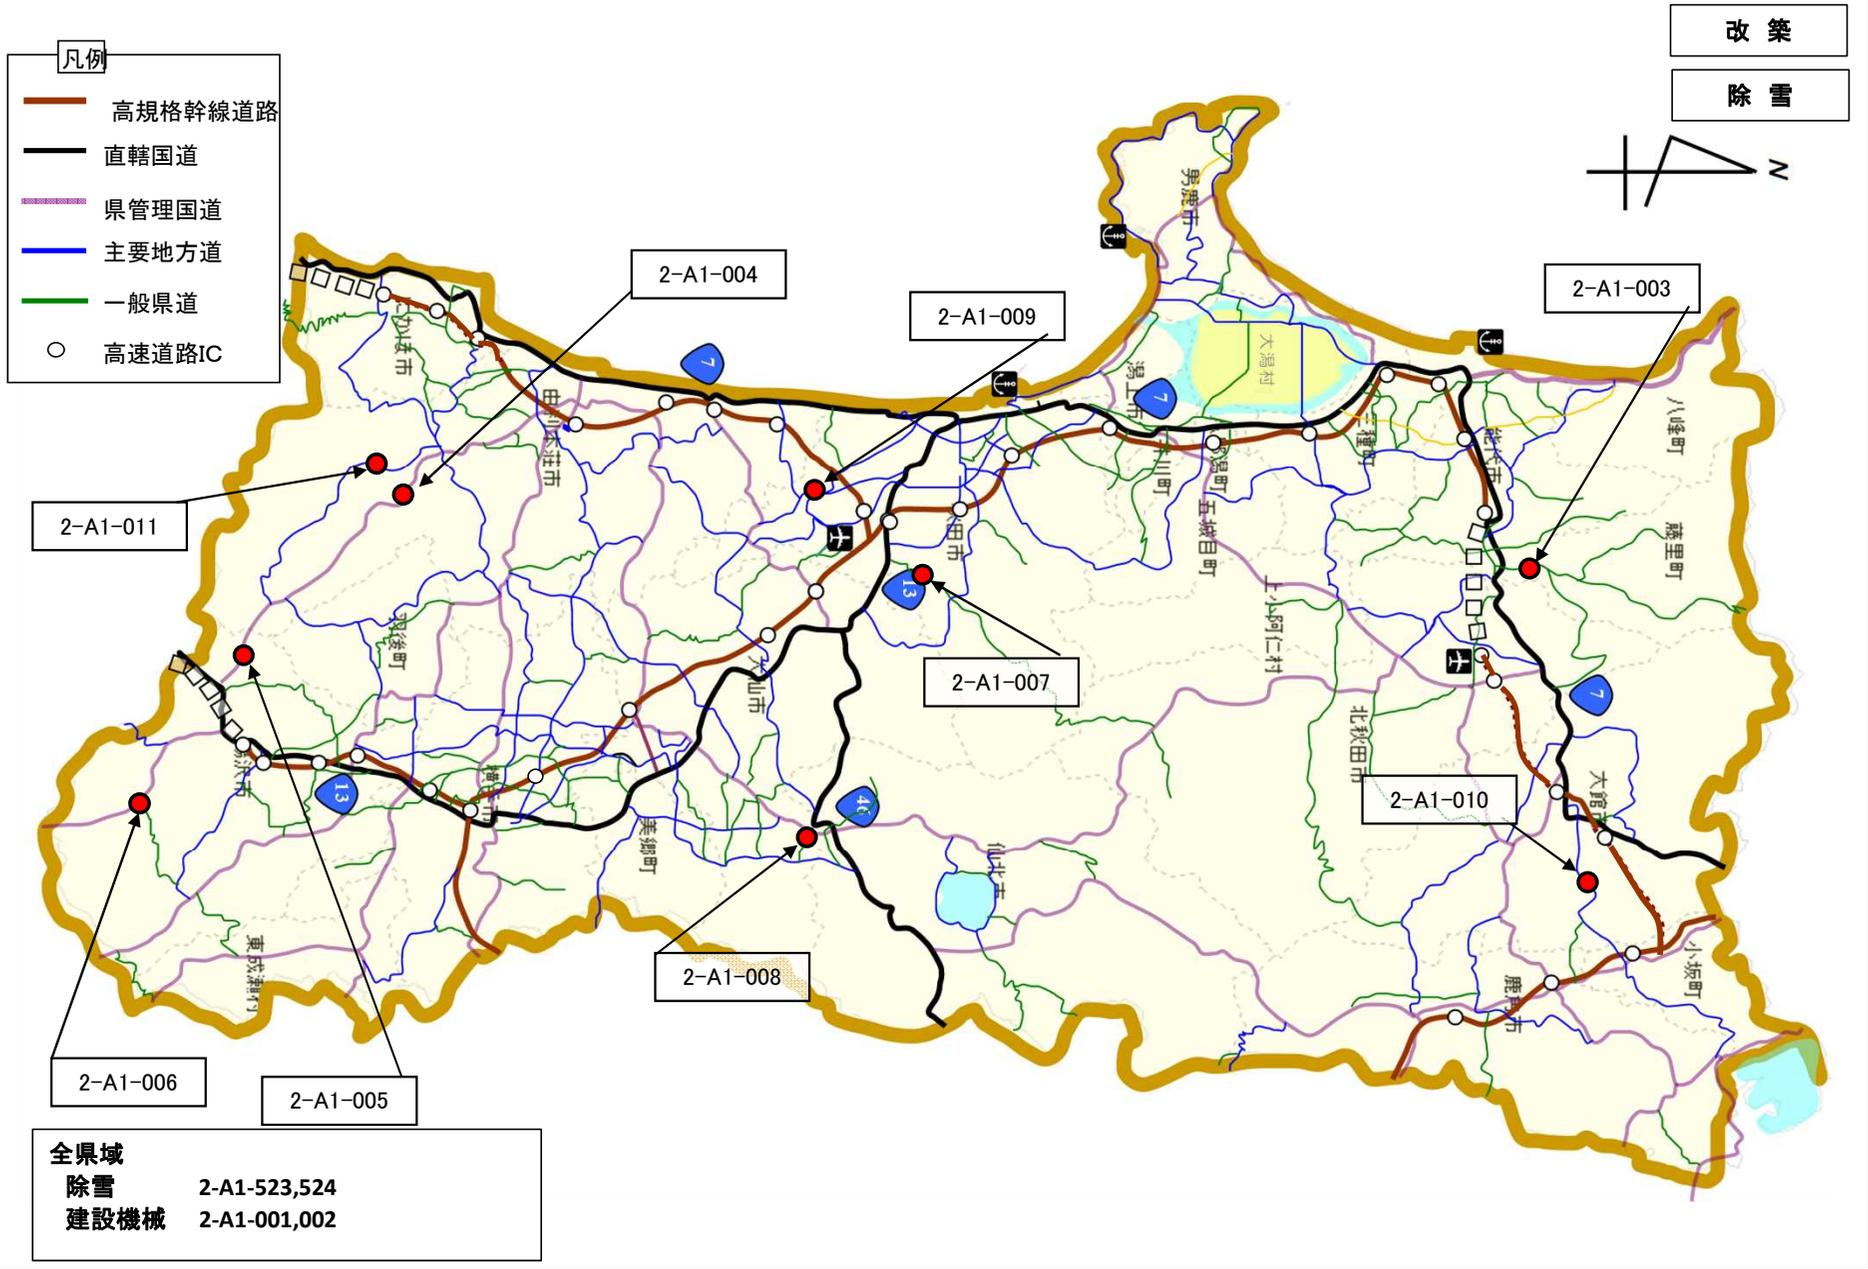 改 築
除 雪
凡例
高規格幹線道路
直轄国道
県管理国道
主要地方道
一般県道
高速道路IC
N
2-A1-004
2-A1-009
2-A1-003
2-A1-011
2-A1-007
2-A1-010
2-A1-008
2-A1-006
2-A1-005
男鹿市
大潟村
潟上市
八峰町
能代市
三種町
藤里町
井川町
五城目町
上小阿仁村
北秋田市
大館市
小坂町
鹿角市
仙北市
大仙市
美郷町
横手市
羽後町
湯沢市
東成瀬村
由利本荘市
にかほ市
7
7
7
13
13
46
全県域
除雪 2-A1-523,524
建設機械 2-A1-001,002